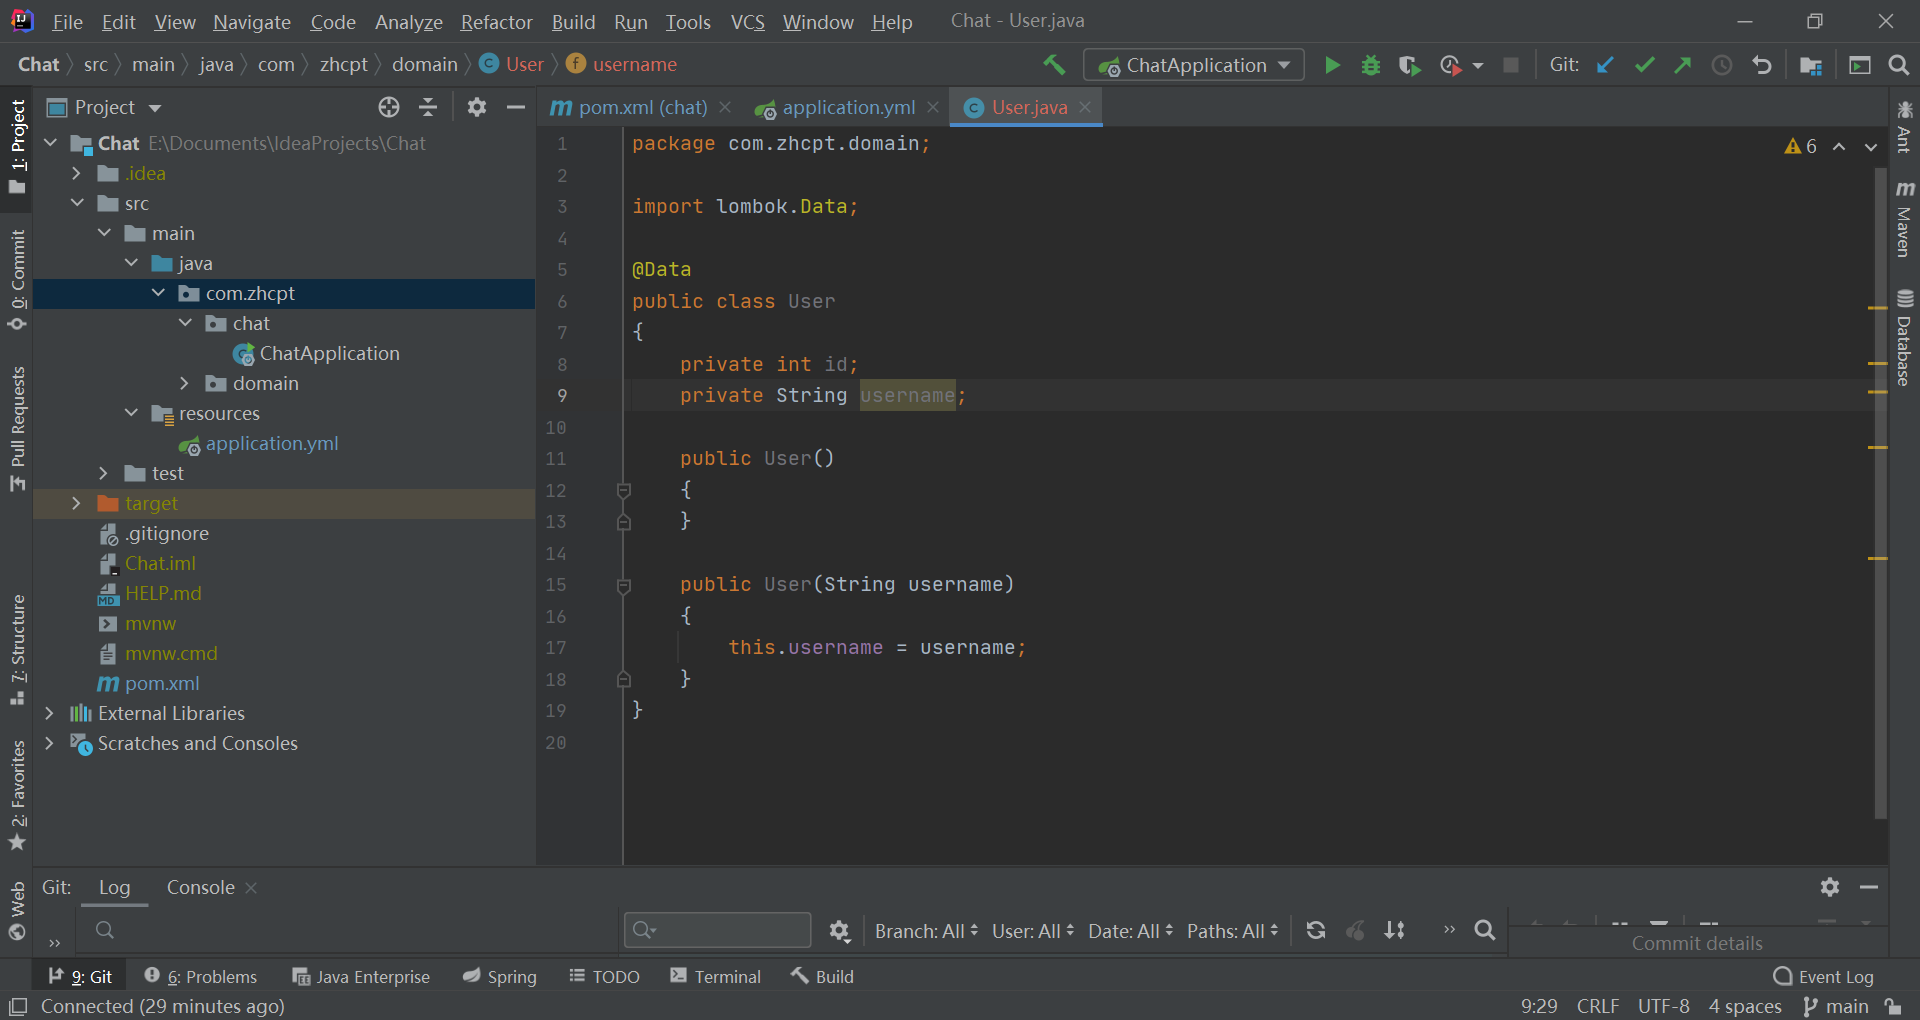 File Edit View Navigate Code Analyze Refactor Build Run Tools VCS Window Help Chat - User.java
Chat src main java com zhcpt domain User username ChatApplication Git:
Project
pom.xml (chat) application.yml User.java
1: Project
0: Commit
Pull Requests
7: Structure
2: Favorites
Web
Chat E:\Documents\IdeaProjects\Chat
.idea
src
main
java
com.zhcpt
chat
ChatApplication
domain
resources
application.yml
test
target
.gitignore
Chat.iml
HELP.md
mvnw
mvnw.cmd
pom.xml
External Libraries
Scratches and Consoles
1 package com.zhcpt.domain;
2
3 import lombok.Data;
4
5 @Data
6 public class User
7 {
8 private int id;
9 private String username;
10
11 public User()
12 {
13 }
14
15 public User(String username)
16 {
17 this.username = username;
18 }
19 }
20
6
Ant
Maven
Database
Git: Log Console
Branch: All User: All Date: All Paths: All
Commit details
9: Git 6: Problems Java Enterprise Spring TODO Terminal Build Event Log
Connected (29 minutes ago) 9:29 CRLF UTF-8 4 spaces main